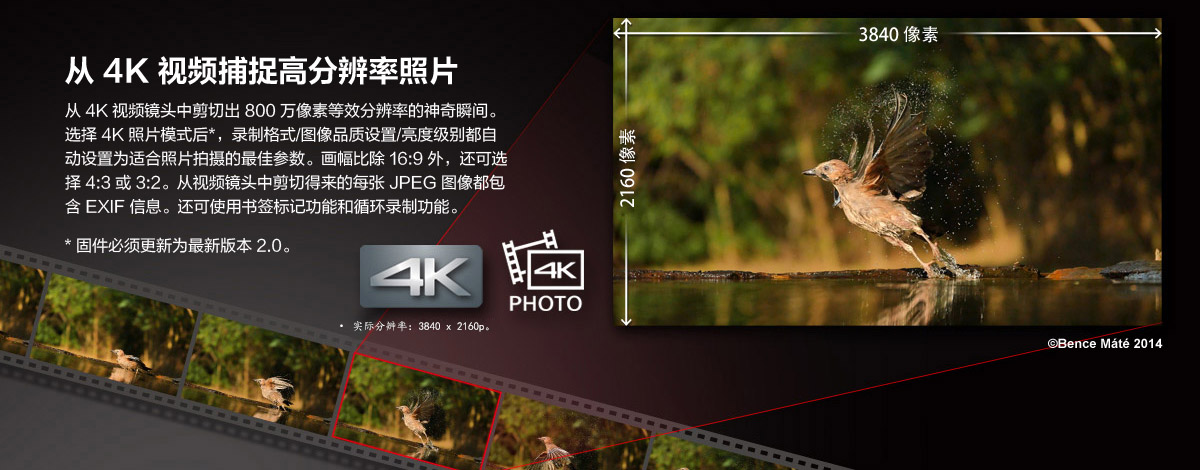 从 4K 视频捕捉高分辨率照片
从 4K 视频镜头中剪切出 800 万像素等效分辨率的神奇瞬间。
选择 4K 照片模式后*，录制格式/图像品质设置/亮度级别都自
动设置为适合照片拍摄的最佳参数。画幅比除 16:9 外，还可选
择 4:3 或 3:2。从视频镜头中剪切得来的每张 JPEG 图像都包
含 EXIF 信息。还可使用书签标记功能和循环录制功能。
* 固件必须更新为最新版本 2.0。
4K
4K
PHOTO
• 实际分辨率：3840 x 2160p。
3840 像素
2160 像素
©Bence Máté 2014